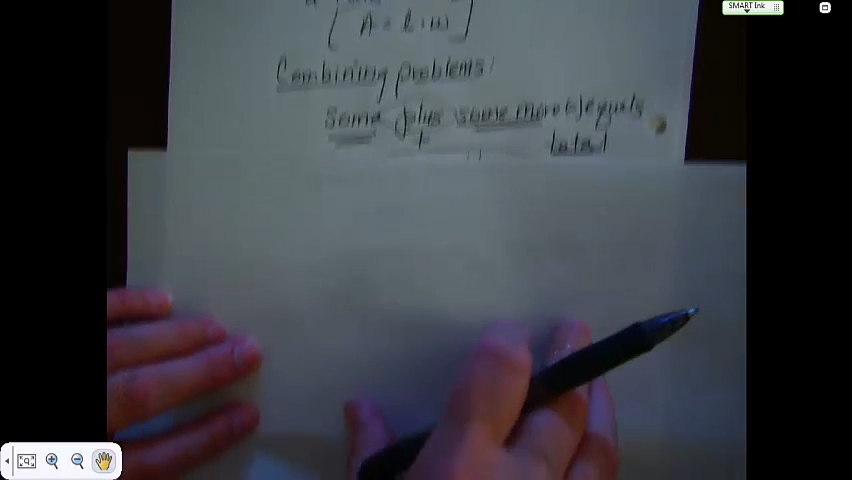 SMART Ink
A = l · w
Combining problems:
Some plus some more equals
+ total